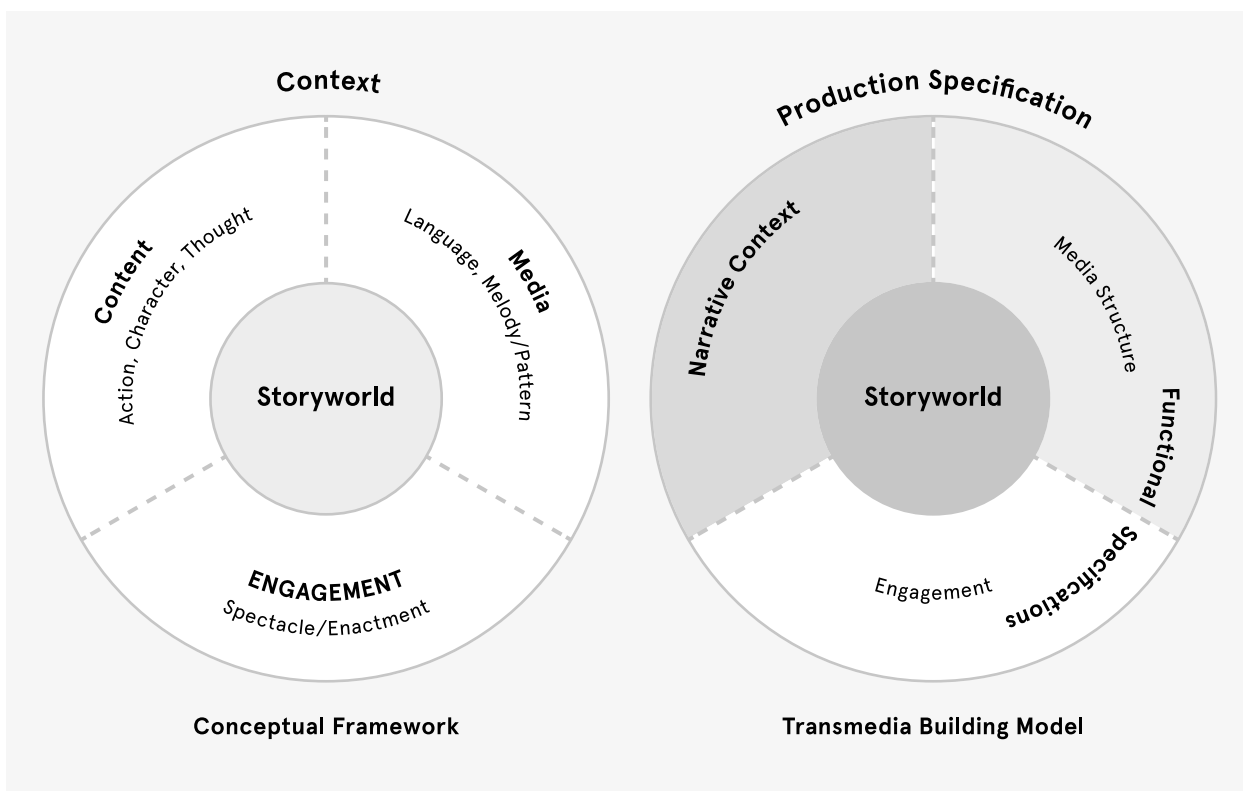 Context
Content
Action, Character, Thought
Media
Language, Melody/Pattern
Storyworld
ENGAGEMENT
Spectacle/Enactment
Conceptual Framework
Production Specification
Narrative Context
Media Structure
Functional
Specifications
Storyworld
Engagement
Transmedia Building Model